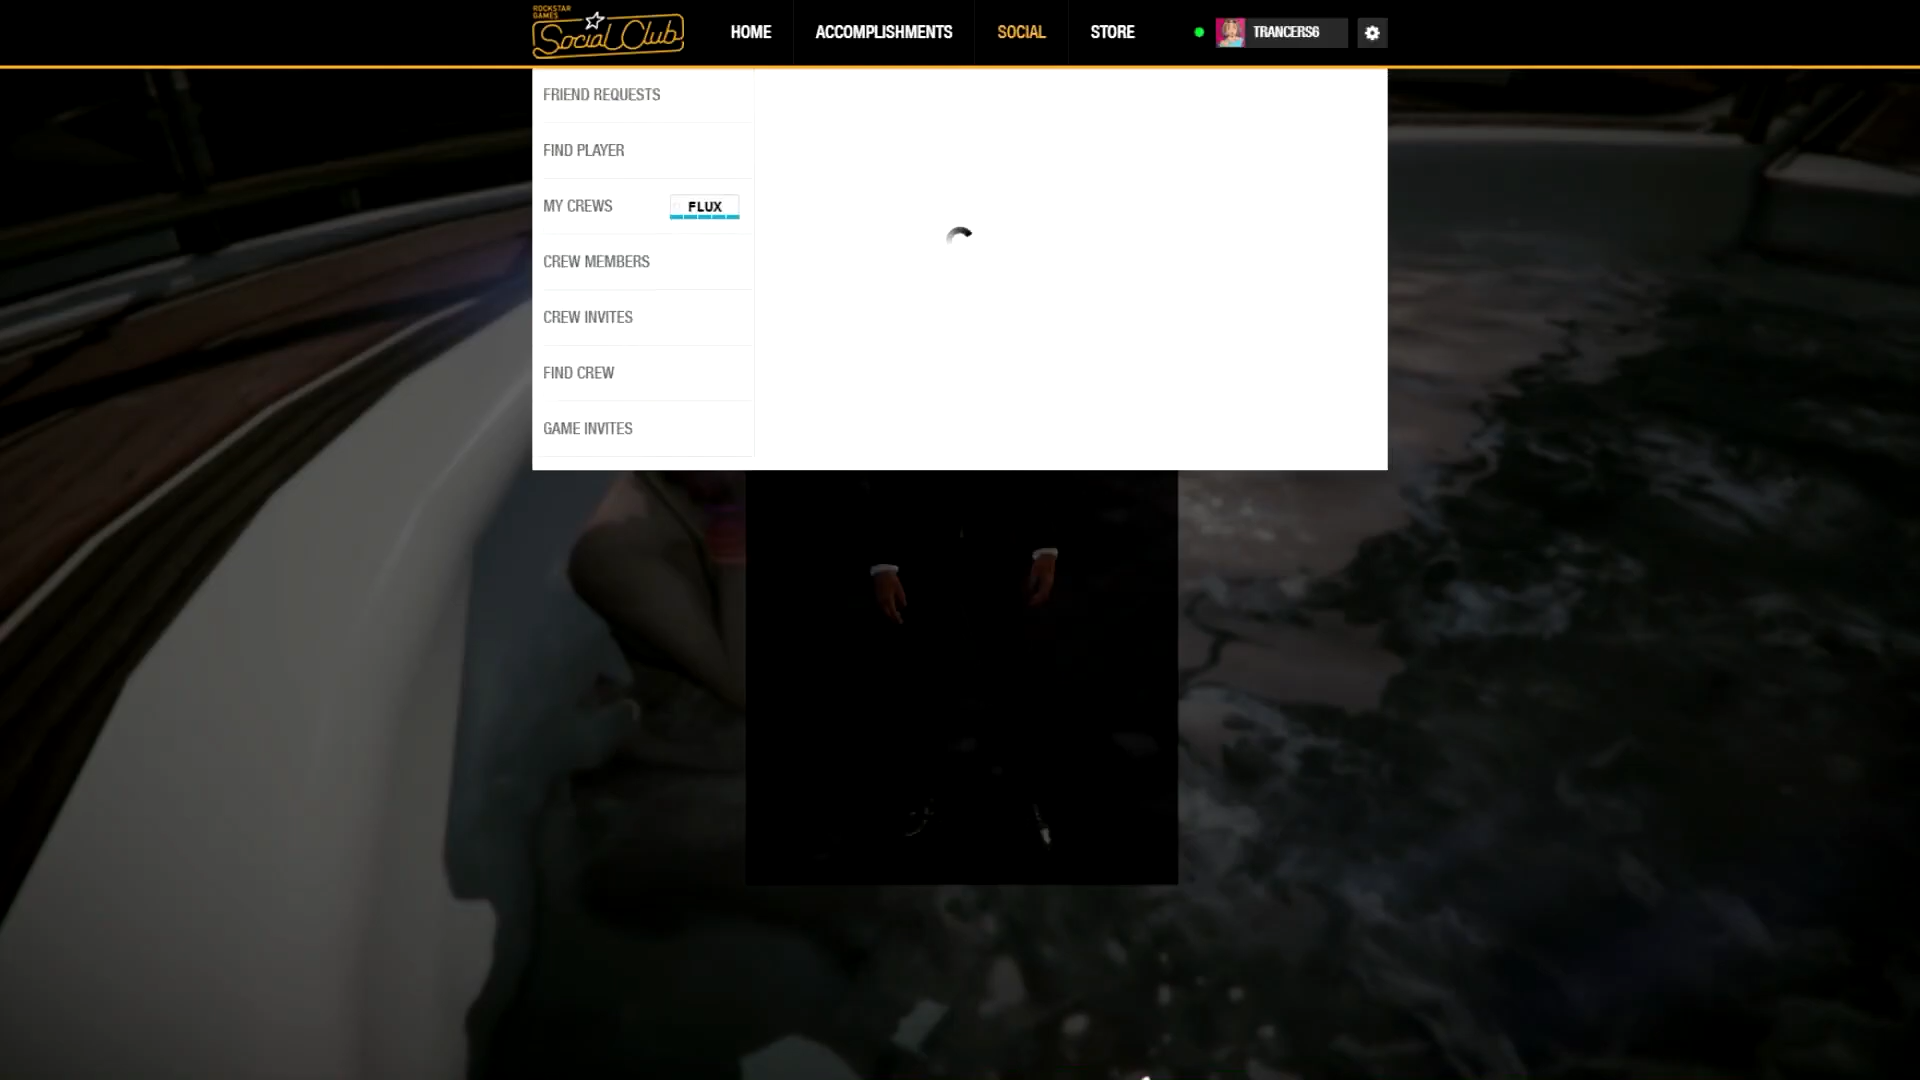 ROCKSTAR
GAMES
Social Club
HOME
ACCOMPLISHMENTS
SOCIAL
STORE
TRANCERS6
FRIEND REQUESTS
FIND PLAYER
MY CREWS
FLUX
CREW MEMBERS
CREW INVITES
FIND CREW
GAME INVITES